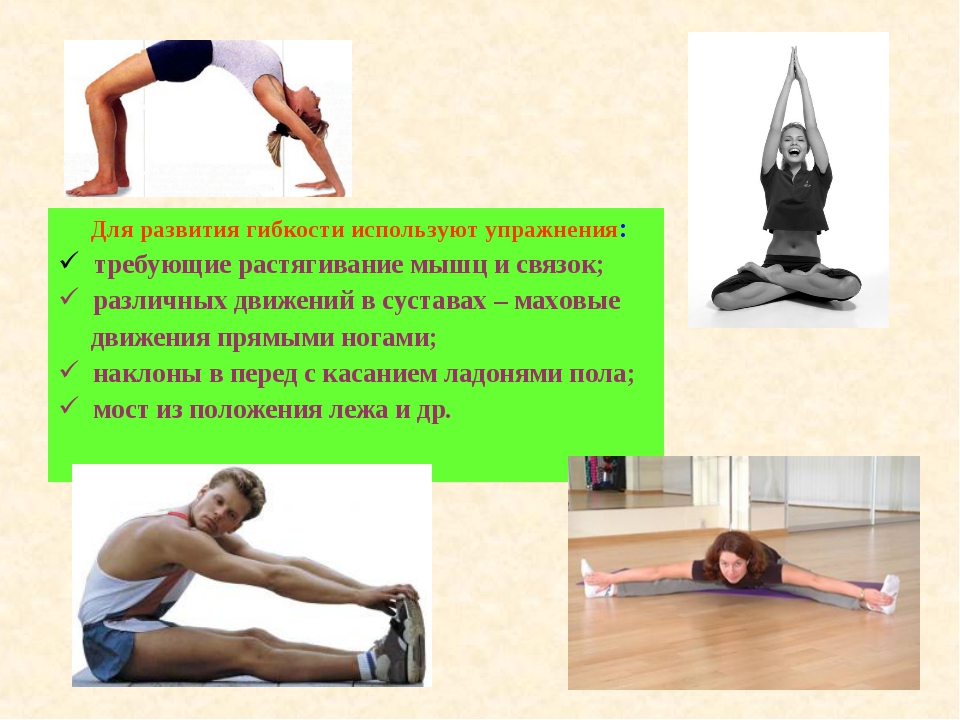 Для развития гибкости используют упражнения:
✓ требующие растягивание мышц и связок;
✓ различных движений в суставах – маховые
движения прямыми ногами;
✓ наклоны в перед с касанием ладонями пола;
✓ мост из положения лежа и др.